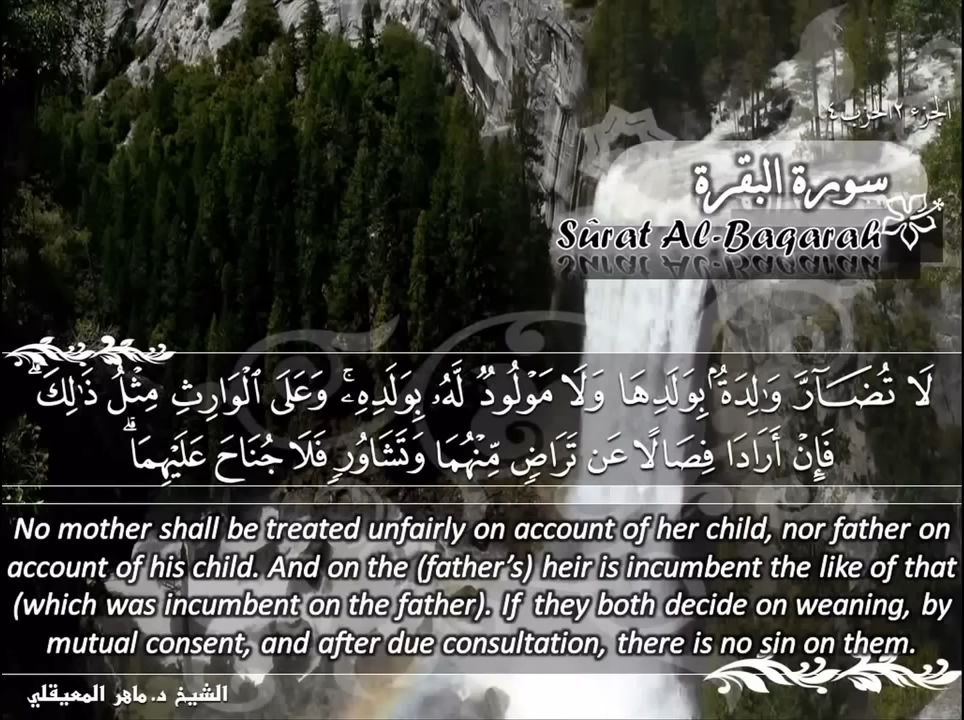 الجزء ٢ الحزب ٤
سورة البقرة
Sûrat Al-Baqarah
لَا تُضَآرَّ وَٰلِدَةٌۢ بِوَلَدِهَا وَلَا مَوْلُودٌ لَّهُۥ بِوَلَدِهِۦۚ وَعَلَى ٱلْوَارِثِ مِثْلُ ذَٰلِكَۗ
فَإِنْ أَرَادَا فِصَالًا عَن تَرَاضٍ مِّنْهُمَا وَتَشَاوُرٍ فَلَا جُنَاحَ عَلَيْهِمَاۗ
No mother shall be treated unfairly on account of her child, nor father on
account of his child. And on the (father’s) heir is incumbent the like of that
(which was incumbent on the father). If they both decide on weaning, by
mutual consent, and after due consultation, there is no sin on them.
الشيخ د. ماهر المعيقلي